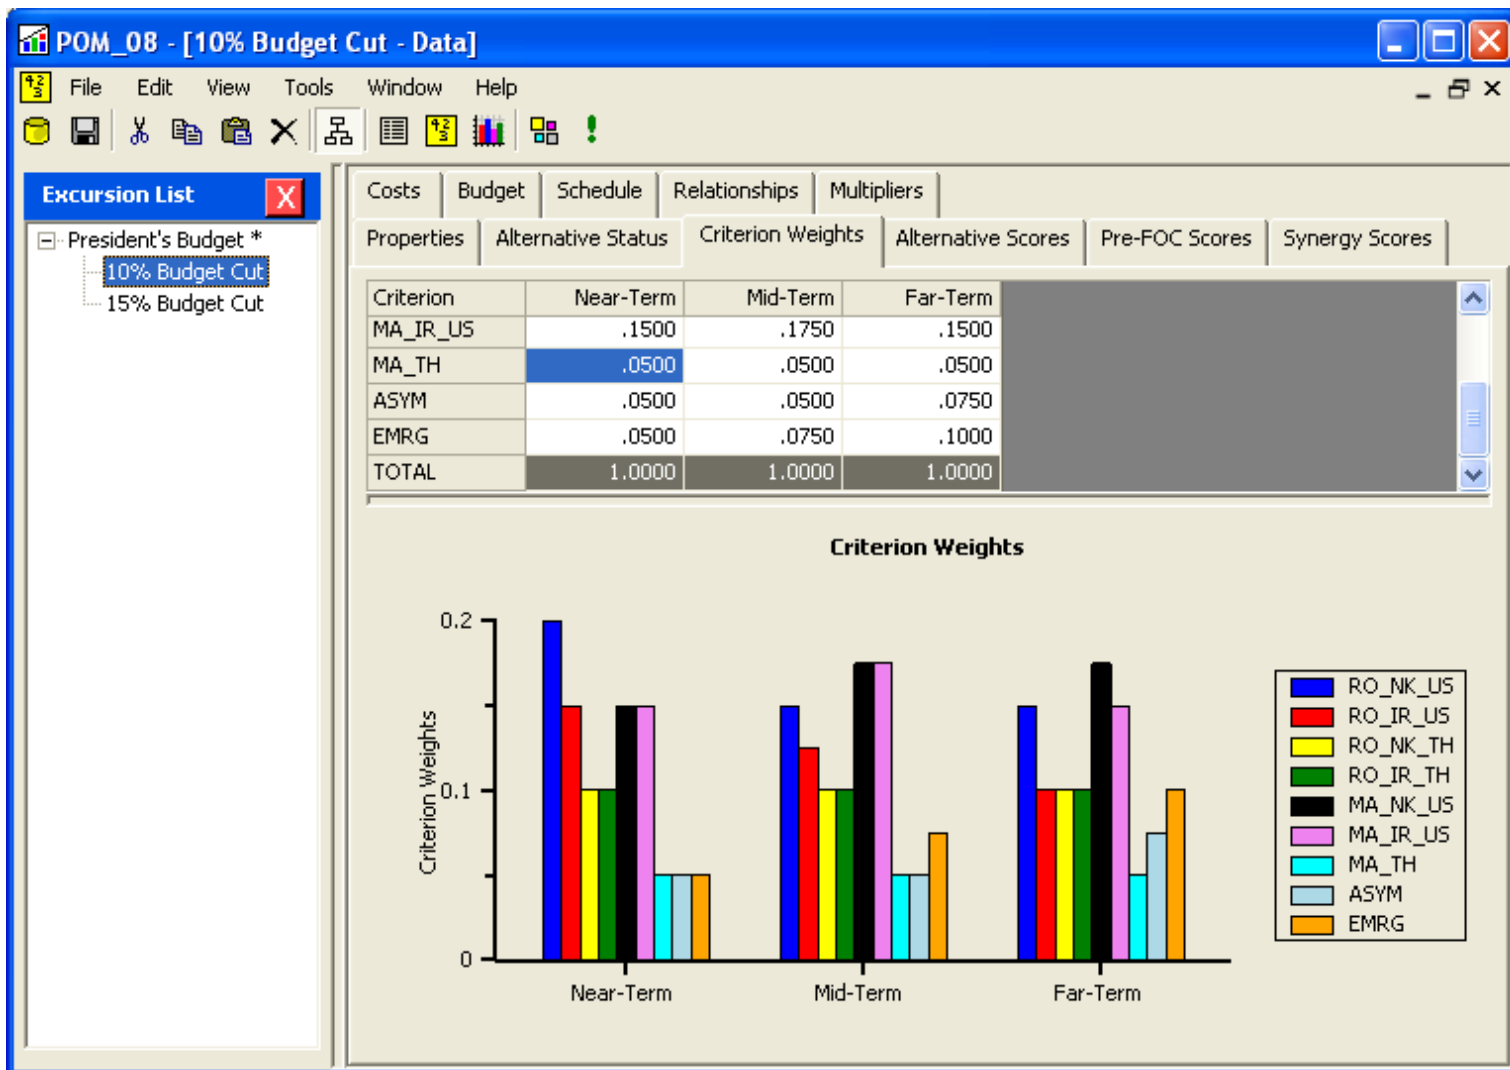 POM_08 - [10% Budget Cut - Data]
File Edit View Tools Window Help
Excursion List X
President's Budget *
10% Budget Cut
15% Budget Cut
Costs Budget Schedule Relationships Multipliers
Properties Alternative Status Criterion Weights Alternative Scores Pre-FOC Scores Synergy Scores
Criterion Near-Term Mid-Term Far-Term
MA_IR_US .1500 .1750 .1500
MA_TH .0500 .0500 .0500
ASYM .0500 .0500 .0750
EMRG .0500 .0750 .1000
TOTAL 1.0000 1.0000 1.0000
Criterion Weights
Criterion Weights
0.2
0.1
0
Near-Term Mid-Term Far-Term
RO_NK_US
RO_IR_US
RO_NK_TH
RO_IR_TH
MA_NK_US
MA_IR_US
MA_TH
ASYM
EMRG